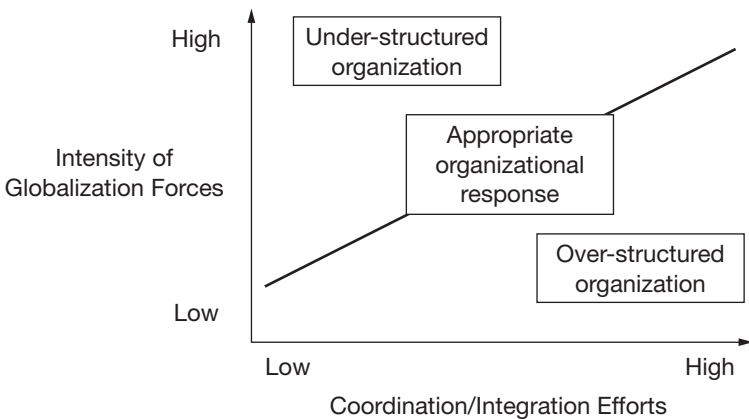 High
Under-structured
organization
Intensity of
Globalization Forces
Appropriate
organizational
response
Over-structured
organization
Low
Low
High
Coordination/Integration Efforts